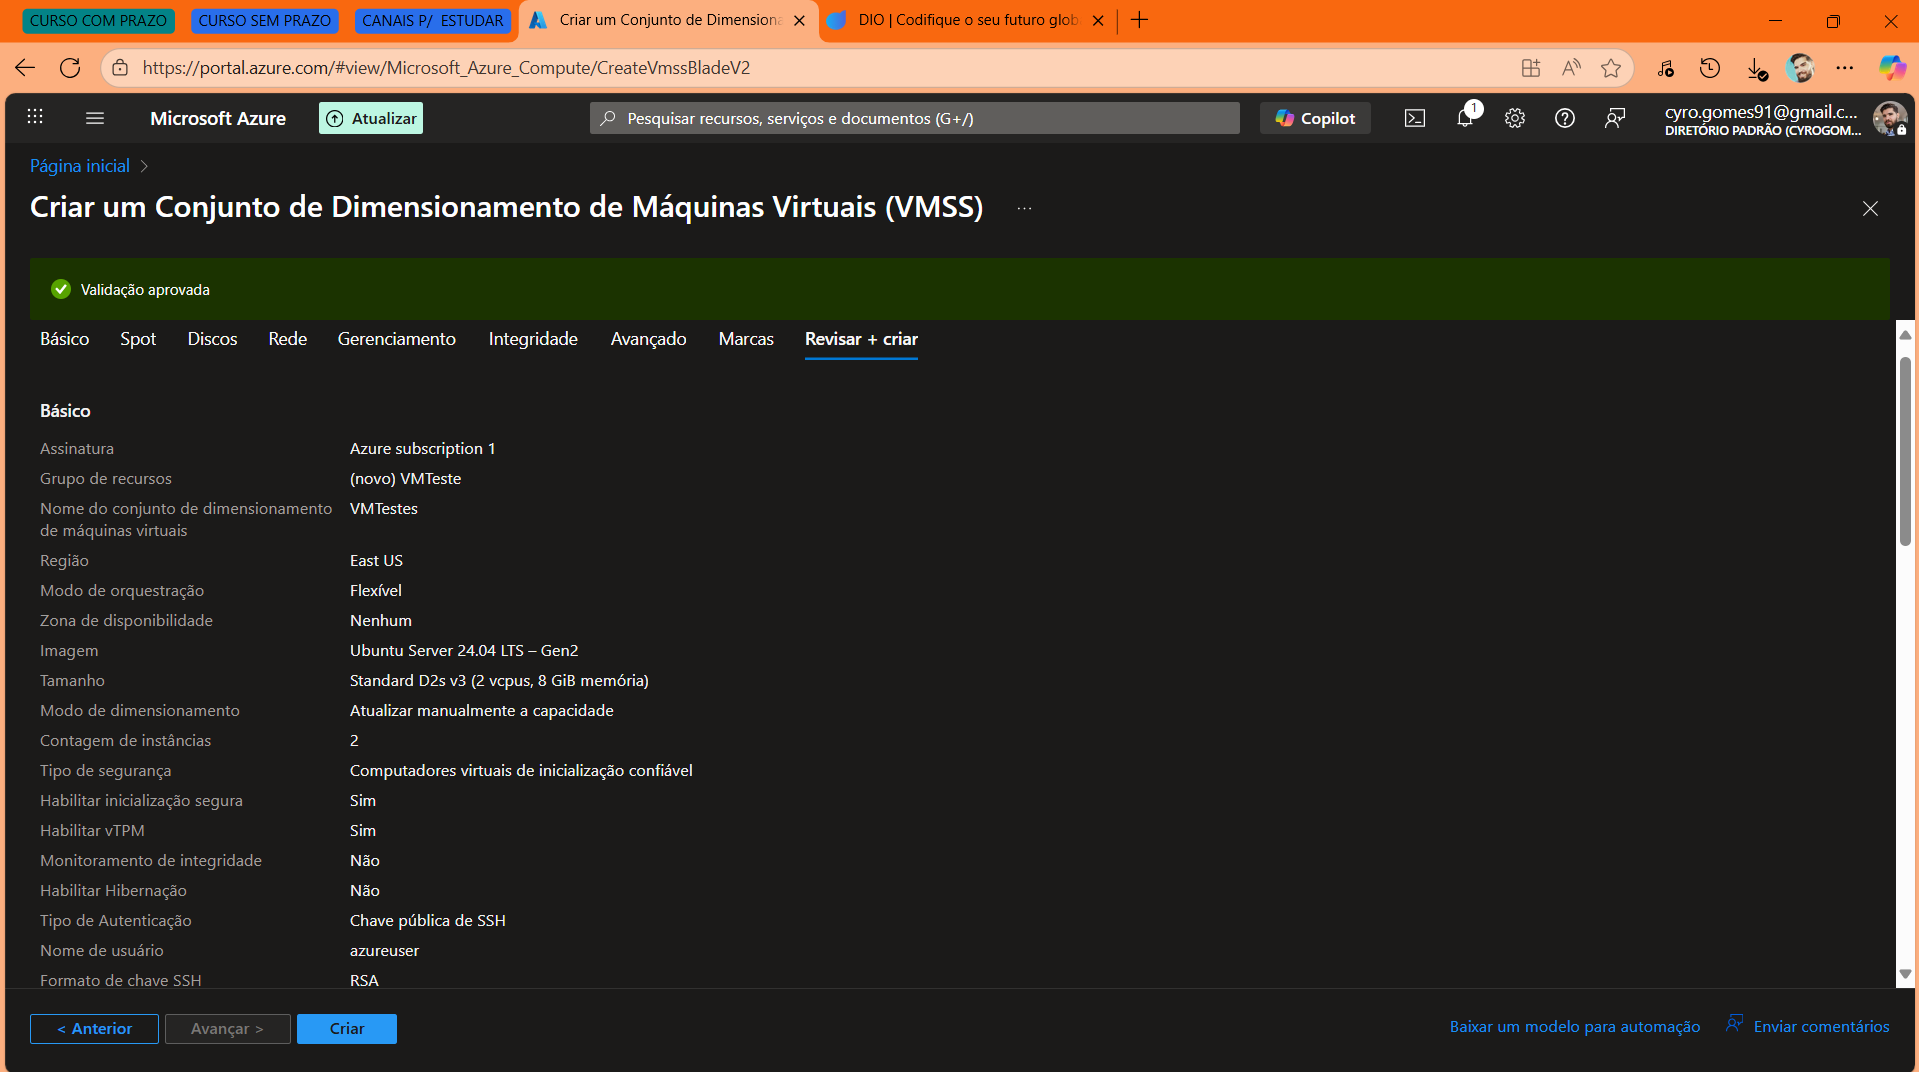 CURSO COM PRAZO
CURSO SEM PRAZO
CANAIS P/ ESTUDAR
Criar um Conjunto de Dimensiona
DIO | Codifique o seu futuro glob
https://portal.azure.com/#view/Microsoft_Azure_Compute/CreateVmssBladeV2
Microsoft Azure
Atualizar
Pesquisar recursos, serviços e documentos (G+/)
Copilot
1
cyro.gomes91@gmail.c...
DIRETÓRIO PADRÃO (CYROGOM...
Página inicial
Criar um Conjunto de Dimensionamento de Máquinas Virtuais (VMSS) ...
Validação aprovada
Básico Spot Discos Rede Gerenciamento Integridade Avançado Marcas Revisar + criar
Básico
Assinatura Azure subscription 1
Grupo de recursos (novo) VMTeste
Nome do conjunto de dimensionamento VMTestes
de máquinas virtuais
Região East US
Modo de orquestração Flexível
Zona de disponibilidade Nenhum
Imagem Ubuntu Server 24.04 LTS – Gen2
Tamanho Standard D2s v3 (2 vcpus, 8 GiB memória)
Modo de dimensionamento Atualizar manualmente a capacidade
Contagem de instâncias 2
Tipo de segurança Computadores virtuais de inicialização confiável
Habilitar inicialização segura Sim
Habilitar vTPM Sim
Monitoramento de integridade Não
Habilitar Hibernação Não
Tipo de Autenticação Chave pública de SSH
Nome de usuário azureuser
Formato de chave SSH RSA
< Anterior
Avançar >
Criar
Baixar um modelo para automação
Enviar comentários